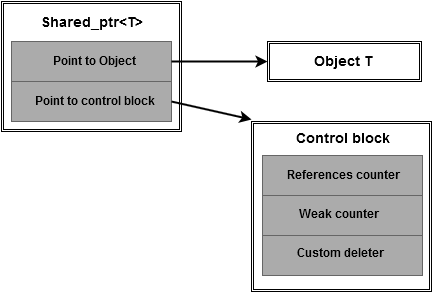 Shared_ptr<T>
Point to Object
Point to control block
Object T
Control block
References counter
Weak counter
Custom deleter